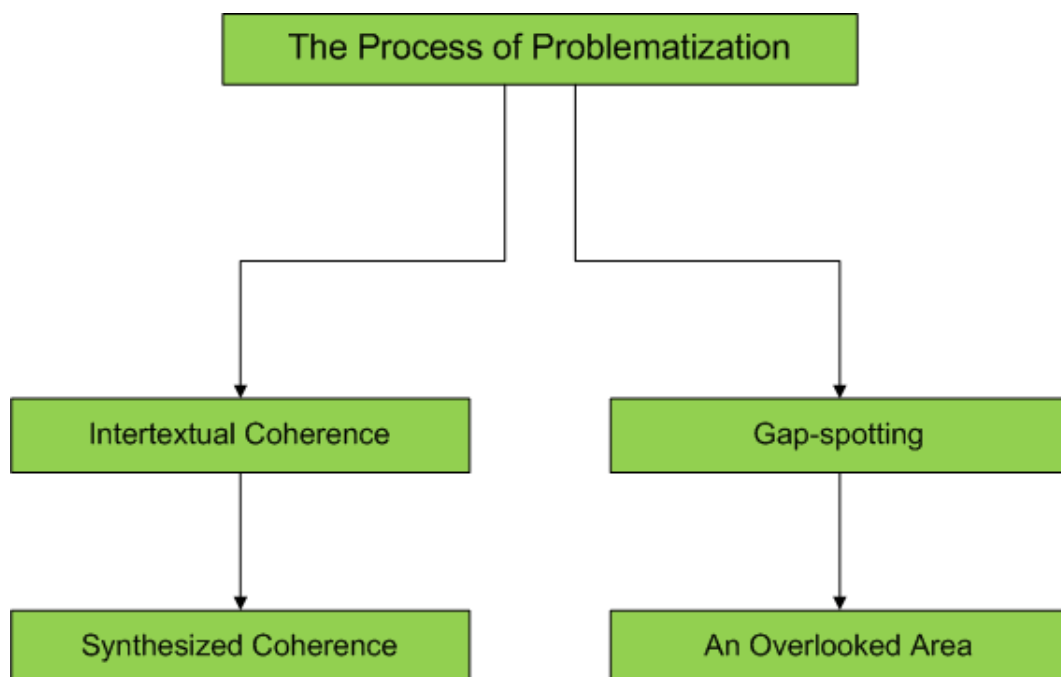 The Process of Problematization
Intertextual Coherence
Gap-spotting
Synthesized Coherence
An Overlooked Area